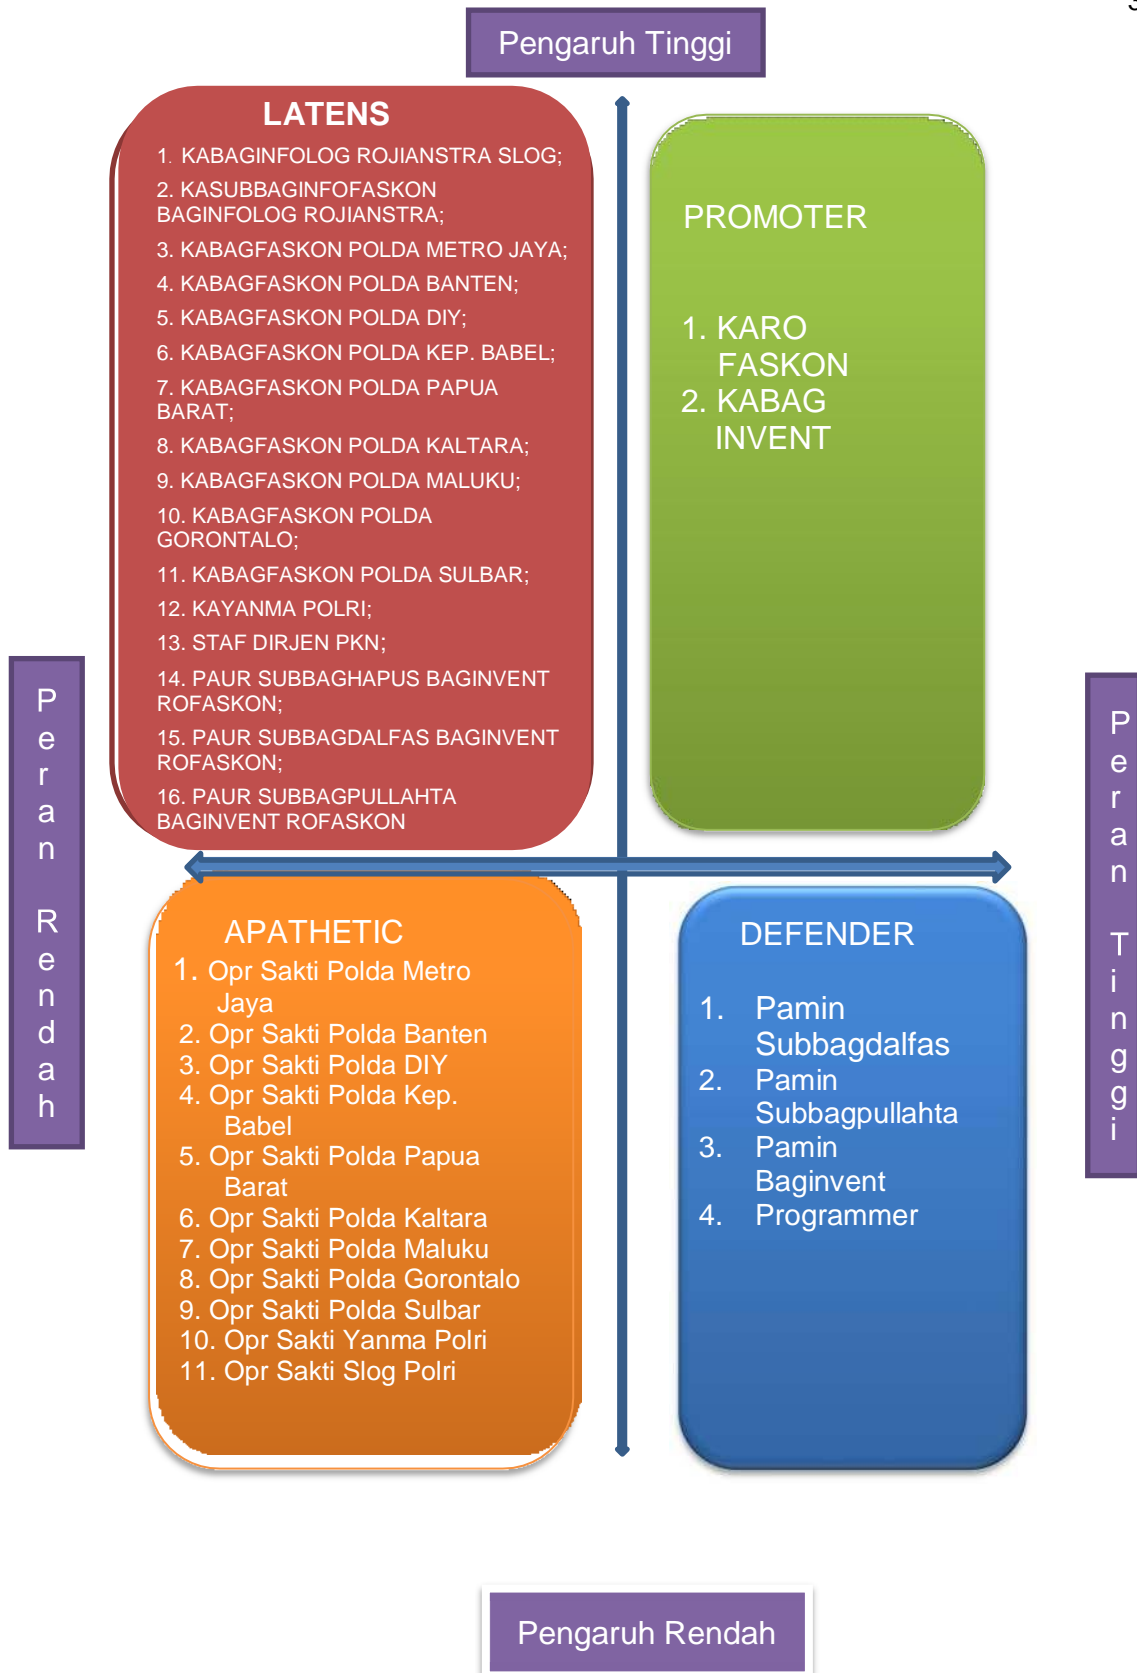 3
Pengaruh Tinggi
LATENS
1. KABAGINFOLOG ROJIANSTRA SLOG;
2. KASUBBAGINFOFASKON
BAGINFOLOG ROJIANSTRA;
3. KABAGFASKON POLDA METRO JAYA;
4. KABAGFASKON POLDA BANTEN;
5. KABAGFASKON POLDA DIY;
6. KABAGFASKON POLDA KEP. BABEL;
7. KABAGFASKON POLDA PAPUA
BARAT;
8. KABAGFASKON POLDA KALTARA;
9. KABAGFASKON POLDA MALUKU;
10. KABAGFASKON POLDA
GORONTALO;
11. KABAGFASKON POLDA SULBAR;
12. KAYANMA POLRI;
13. STAF DIRJEN PKN;
14. PAUR SUBBAGHAPUS BAGINVENT
ROFASKON;
15. PAUR SUBBAGDALFAS BAGINVENT
ROFASKON;
16. PAUR SUBBAGPULLAHTA
BAGINVENT ROFASKON
PROMOTER
1. KARO
FASKON
2. KABAG
INVENT
Peran Rendah
Peran Tinggi
APATHETIC
1. Opr Sakti Polda Metro
Jaya
2. Opr Sakti Polda Banten
3. Opr Sakti Polda DIY
4. Opr Sakti Polda Kep.
Babel
5. Opr Sakti Polda Papua
Barat
6. Opr Sakti Polda Kaltara
7. Opr Sakti Polda Maluku
8. Opr Sakti Polda Gorontalo
9. Opr Sakti Polda Sulbar
10. Opr Sakti Yanma Polri
11. Opr Sakti Slog Polri
DEFENDER
1. Pamin
Subbagdalfas
2. Pamin
Subbagpullahta
3. Pamin
Baginvent
4. Programmer
Pengaruh Rendah